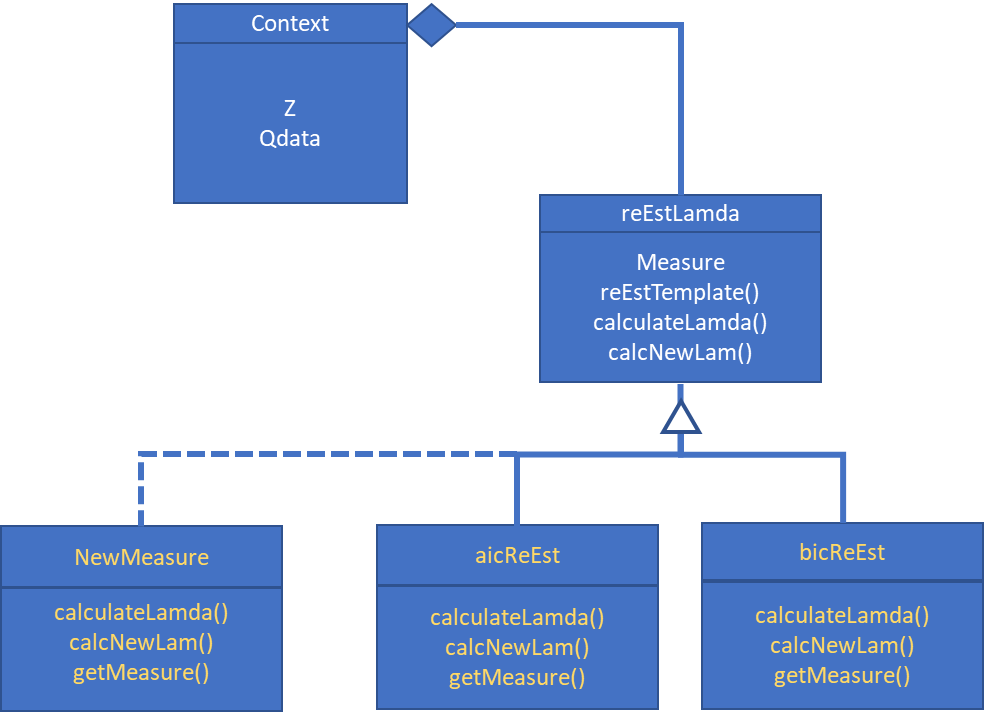 Context
Z
Qdata
reEstLamda
Measure
reEstTemplate()
calculateLamda()
calcNewLam()
NewMeasure
calculateLamda()
calcNewLam()
getMeasure()
aicReEst
calculateLamda()
calcNewLam()
getMeasure()
bicReEst
calculateLamda()
calcNewLam()
getMeasure()